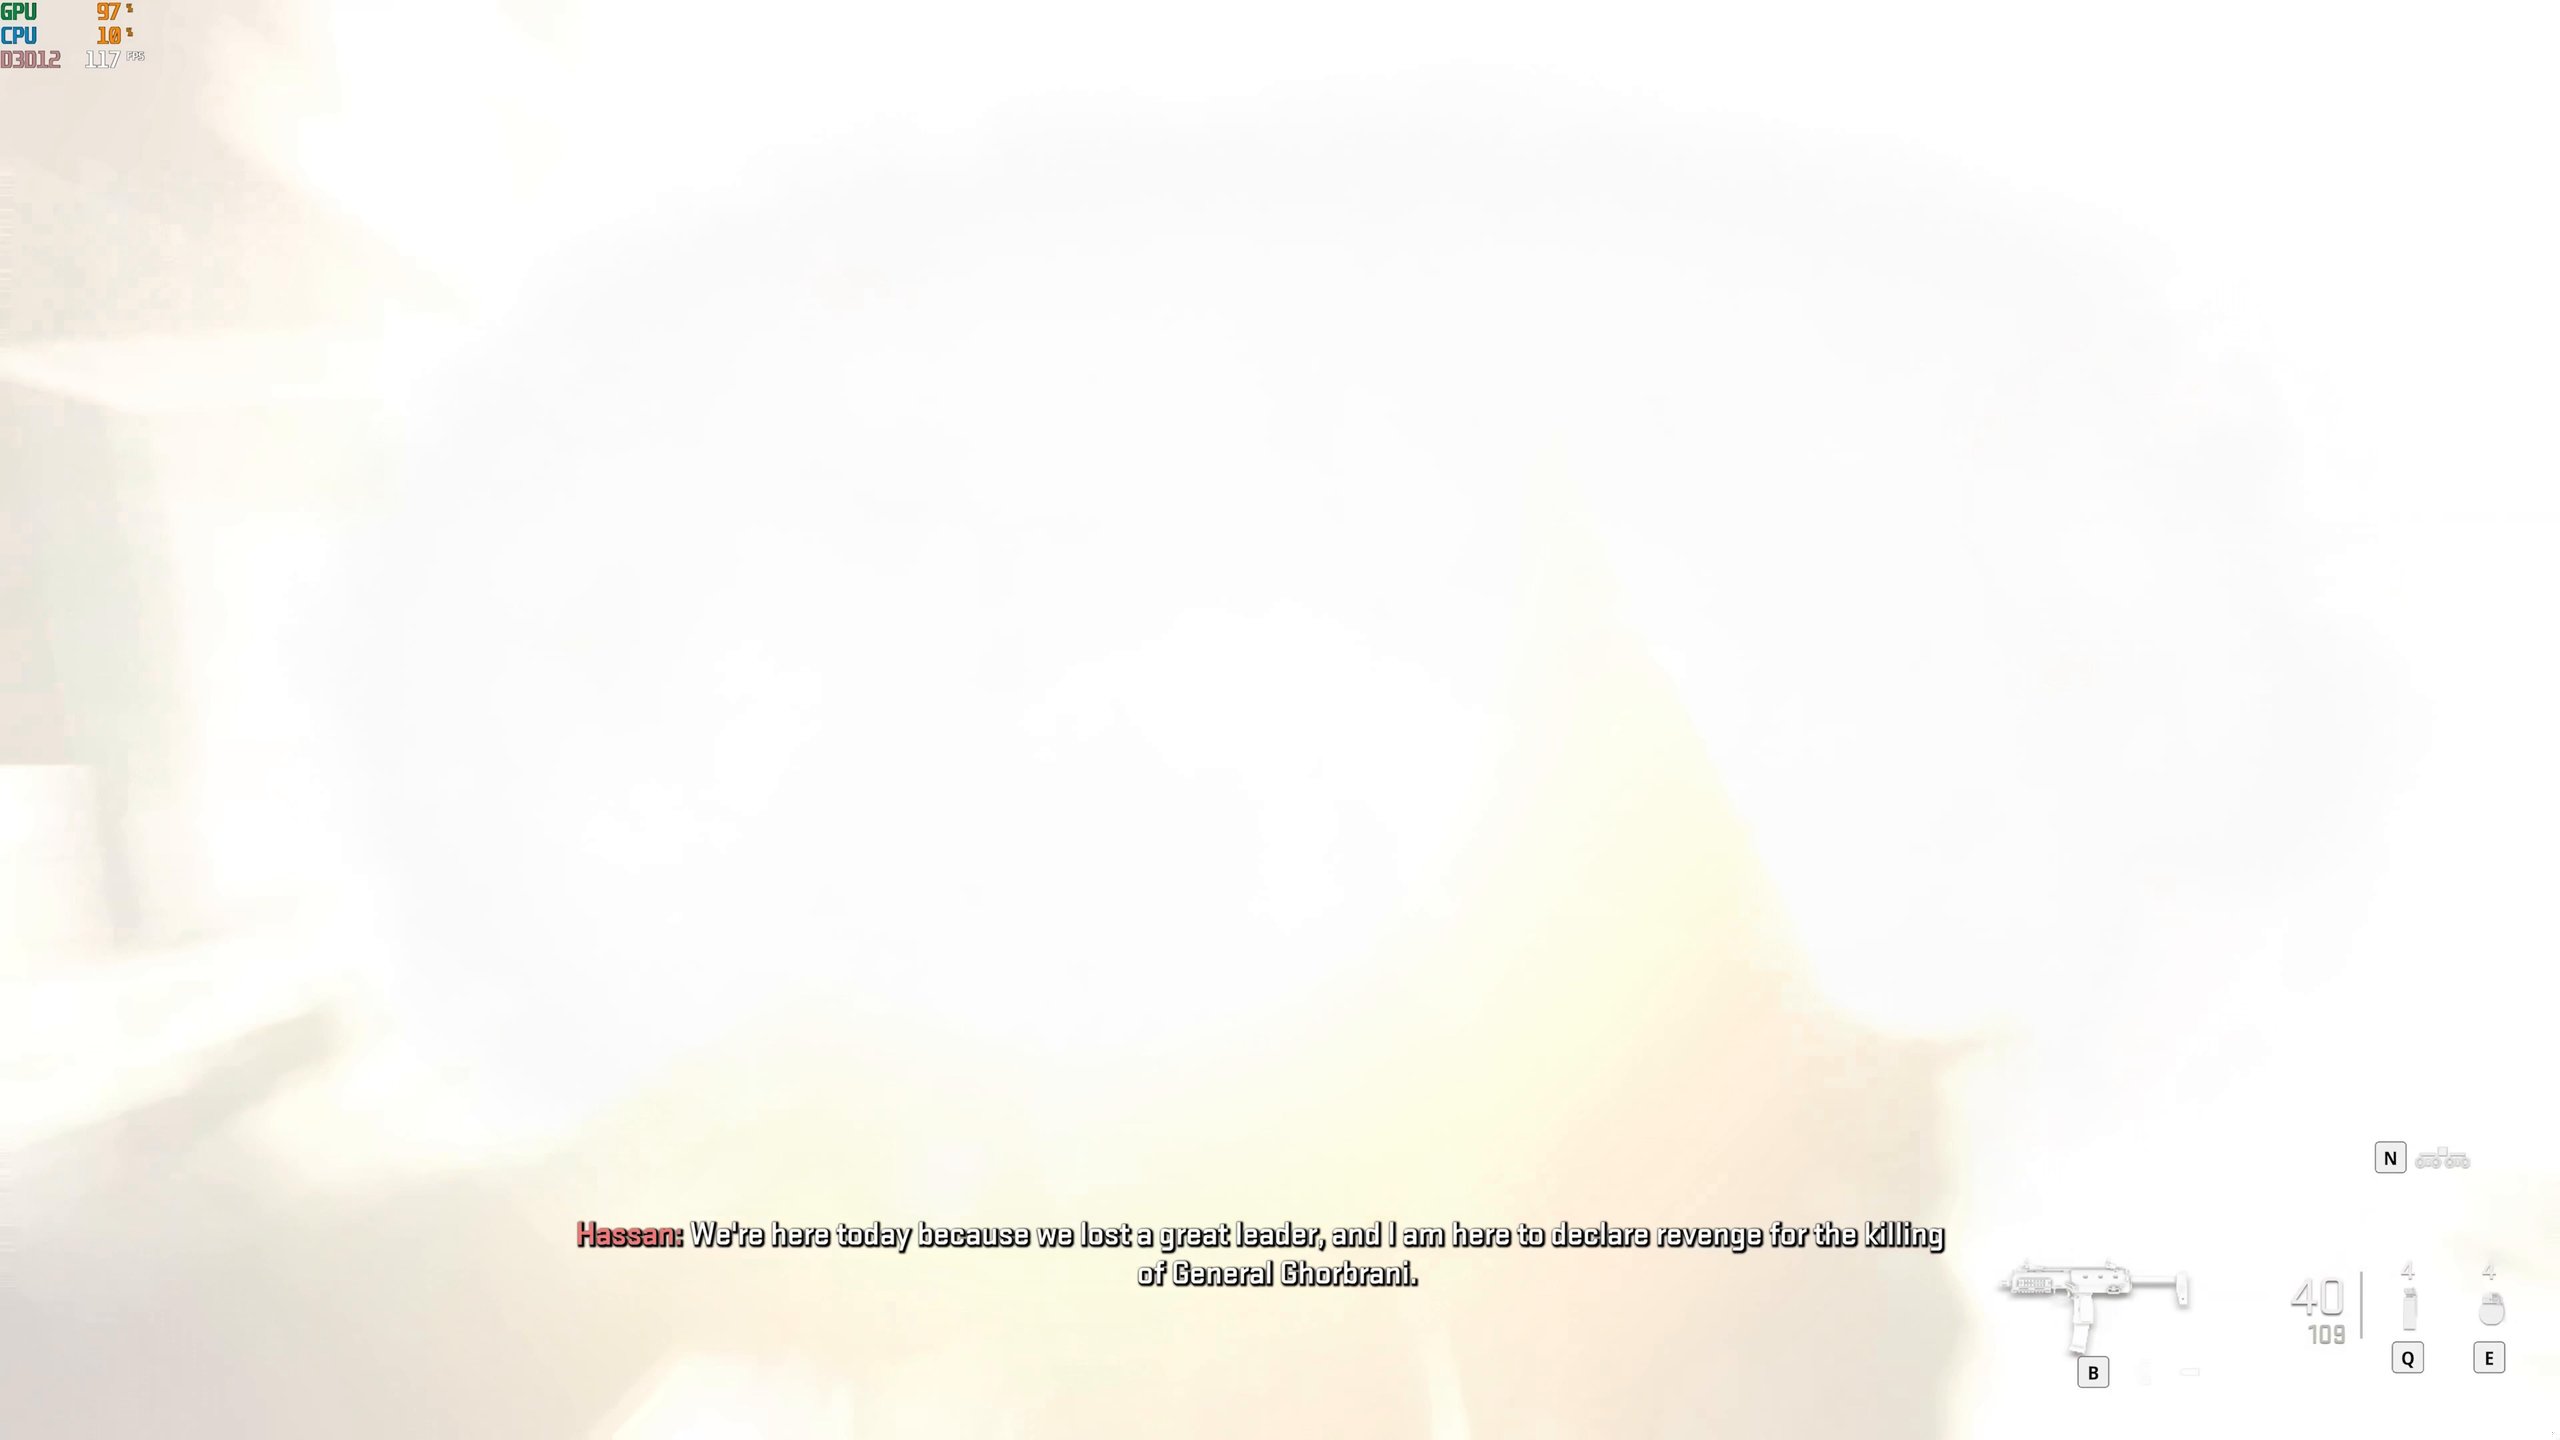 GPU 97 %
CPU 10 %
D3D12 117 FPS
N
Hassan: We're here today because we lost a great leader, and I am here to declare revenge for the killing
of General Ghorbrani.
4 4
40
109
B Q E